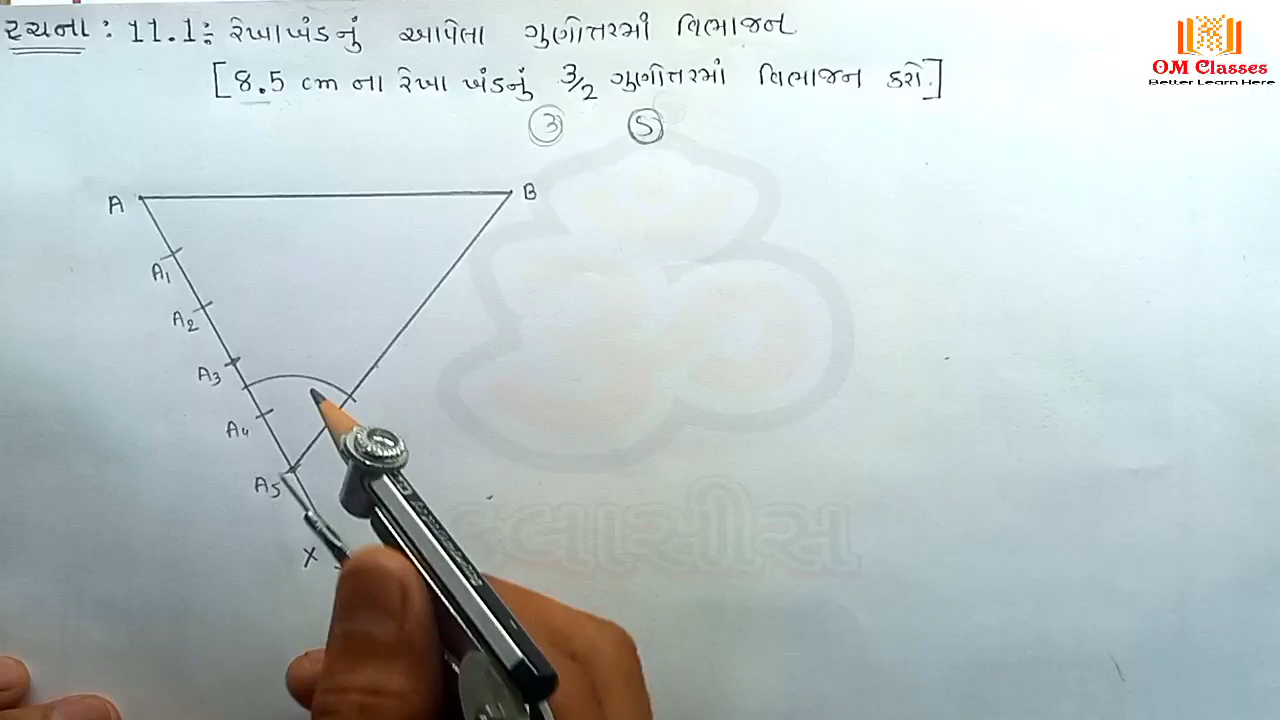 રચના : 11.1 : રેખાખંડનું આપેલા ગુણોત્તરમાં વિભાજન
[8.5 cm ના રેખા ખંડનું 3/2 ગુણોત્તરમાં વિભાજન કરો.]
3 5
A B
A1
A2
A3
A4
A5
X
OM Classes
Better Learn Here
ક્લાસીસ